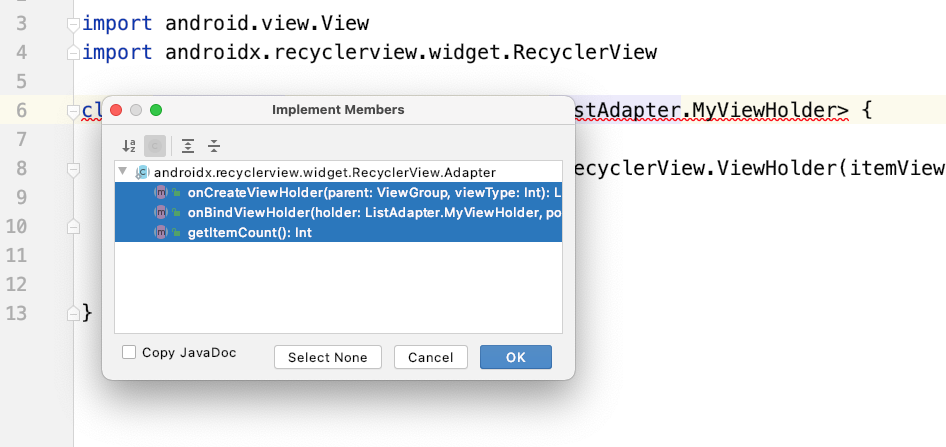 3 import android.view.View
4 import androidx.recyclerview.widget.RecyclerView
5
6 cl stAdapter.MyViewHolder> {
Implement Members
7
androidx.recyclerview.widget.RecyclerView.Adapter
8 ecyclerView.ViewHolder(itemView
onCreateViewHolder(parent: ViewGroup, viewType: Int): L
onBindViewHolder(holder: ListAdapter.MyViewHolder, po
10
getItemCount(): Int
11
12
13 }
Copy JavaDoc
Select None
Cancel
OK